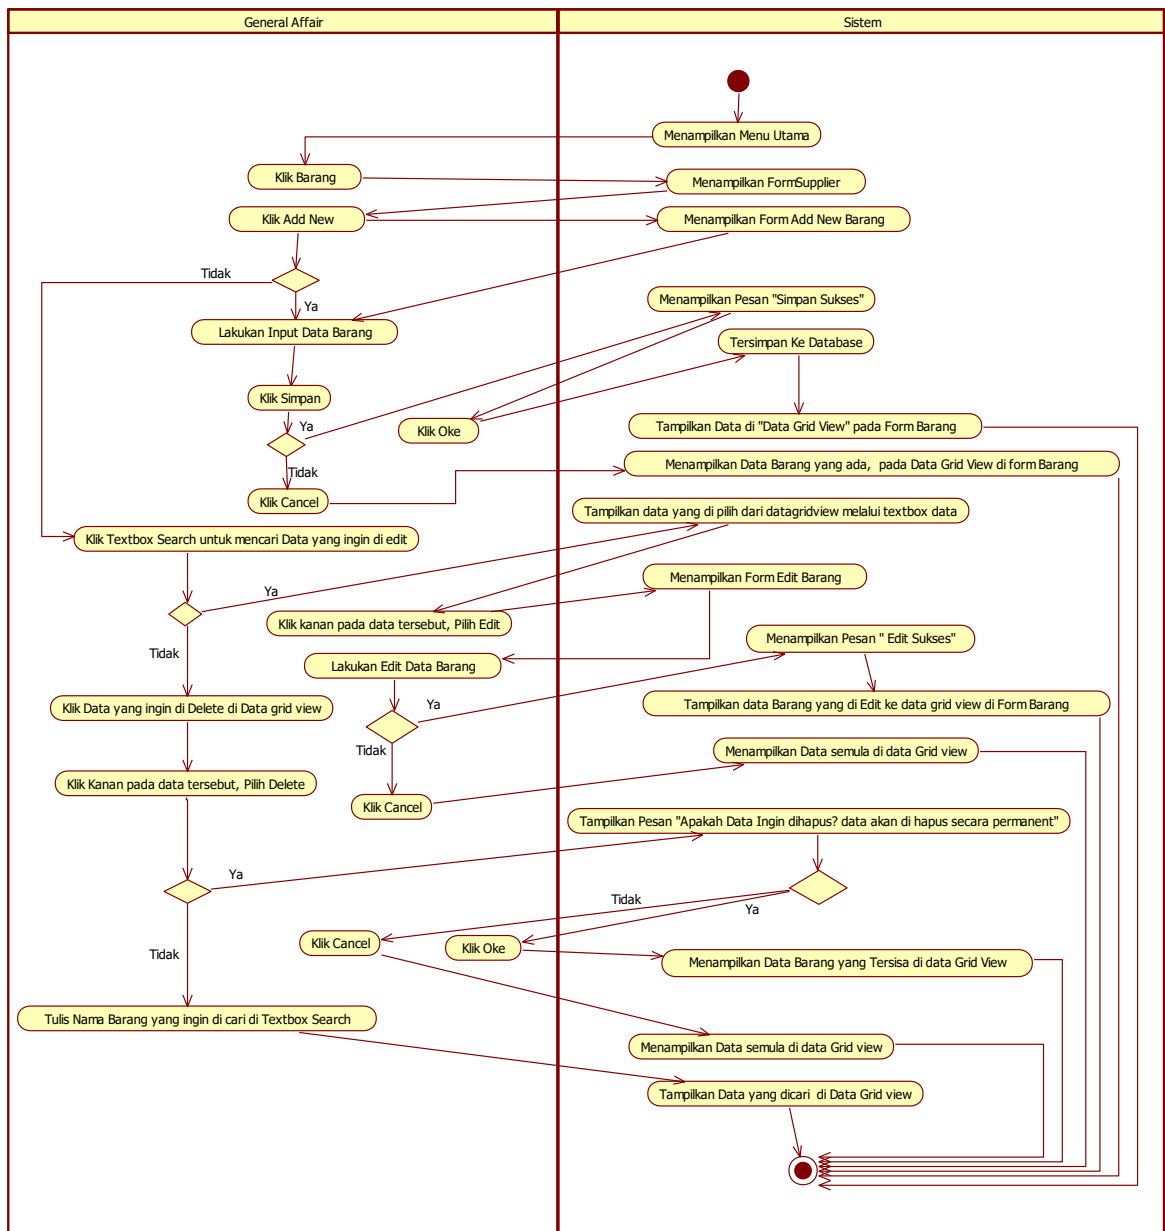 General Affair
Sistem
Menampilkan Menu Utama
Klik Barang
Menampilkan FormSupplier
Klik Add New
Menampilkan Form Add New Barang
Tidak
Ya
Menampilkan Pesan "Simpan Sukses"
Lakukan Input Data Barang
Tersimpan Ke Database
Klik Simpan
Ya
Klik Oke
Tampilkan Data di "Data Grid View" pada Form Barang
Tidak
Menampilkan Data Barang yang ada, pada Data Grid View di form Barang
Klik Cancel
Tampilkan data yang di pilih dari datagridview melalui textbox data
Klik Textbox Search untuk mencari Data yang ingin di edit
Menampilkan Form Edit Barang
Ya
Klik kanan pada data tersebut, Pilih Edit
Menampilkan Pesan " Edit Sukses"
Tidak
Lakukan Edit Data Barang
Klik Data yang ingin di Delete di Data grid view
Ya
Tampilkan data Barang yang di Edit ke data grid view di Form Barang
Tidak
Menampilkan Data semula di data Grid view
Klik Kanan pada data tersebut, Pilih Delete
Klik Cancel
Tampilkan Pesan "Apakah Data Ingin dihapus? data akan di hapus secara permanent"
Ya
Tidak
Ya
Klik Cancel
Klik Oke
Tidak
Menampilkan Data Barang yang Tersisa di data Grid View
Tulis Nama Barang yang ingin di cari di Textbox Search
Menampilkan Data semula di data Grid view
Tampilkan Data yang dicari di Data Grid view